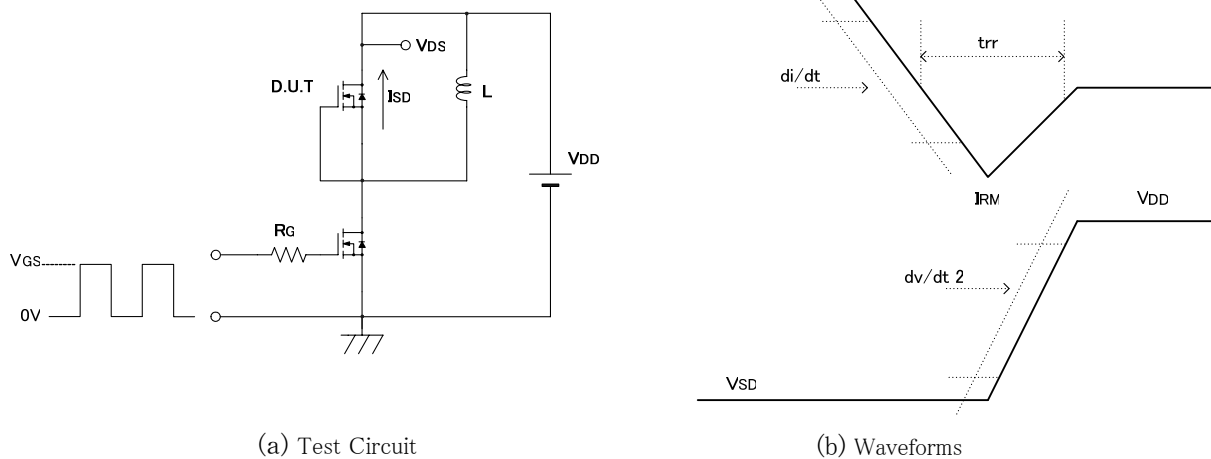 VDS
D.U.T
ISD
L
VDD
RG
VGS
0V
(a) Test Circuit
trr
di/dt
IRM
VDD
dv/dt 2
VSD
(b) Waveforms